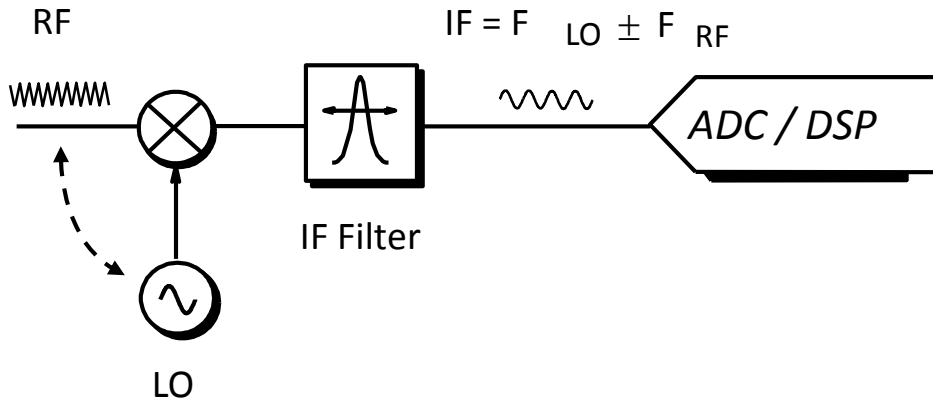 RF
IF = F LO ± F RF
ADC / DSP
IF Filter
LO